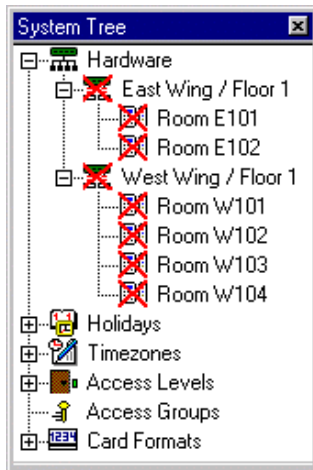 System Tree
Hardware
East Wing / Floor 1
Room E101
Room E102
West Wing / Floor 1
Room W101
Room W102
Room W103
Room W104
Holidays
Timezones
Access Levels
Access Groups
1234 Card Formats